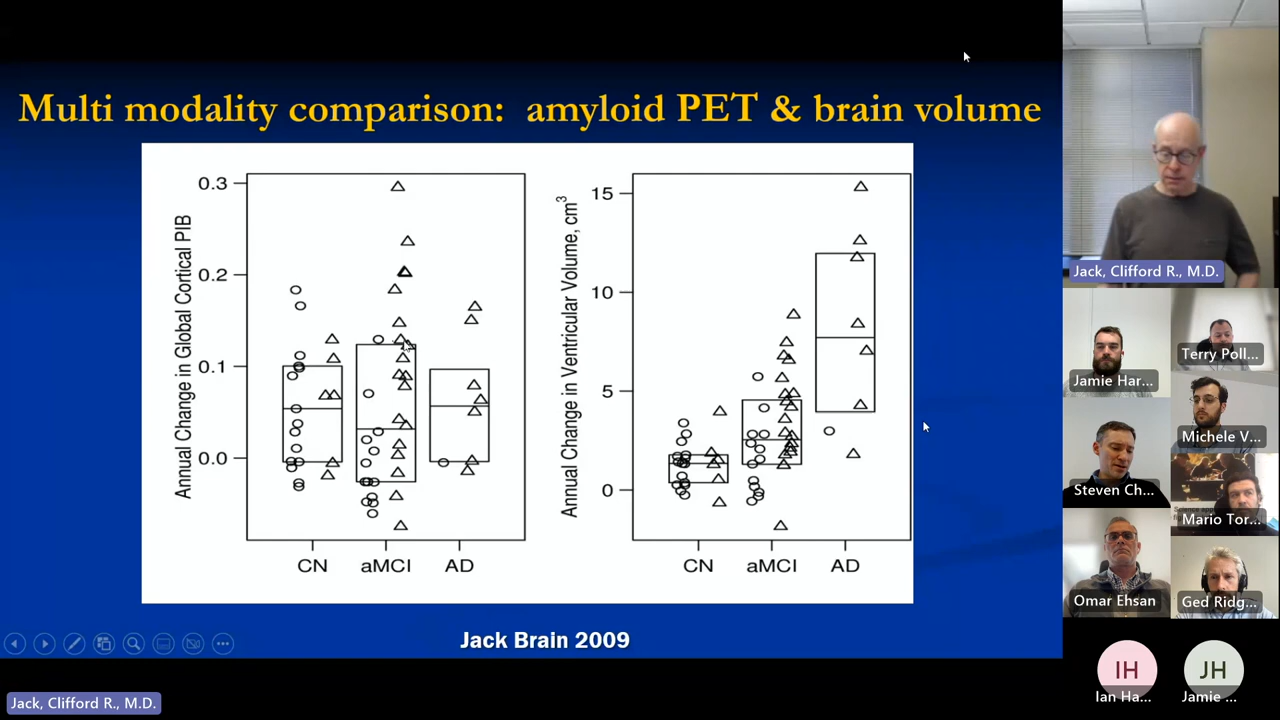 Multi modality comparison: amyloid PET & brain volume
Annual Change in Global Cortical PIB
0.3
0.2
0.1
0.0
CN aMCI AD
Annual Change in Ventricular Volume, cm³
15
10
5
0
CN aMCI AD
Jack Brain 2009
Jack, Clifford R., M.D.
Jack, Clifford R., M.D.
Jamie Har...
Terry Poll...
Steven Ch...
Michele V...
Mario Tor...
Omar Ehsan
Ged Ridg...
IH
JH
Ian Ha...
Jamie ...